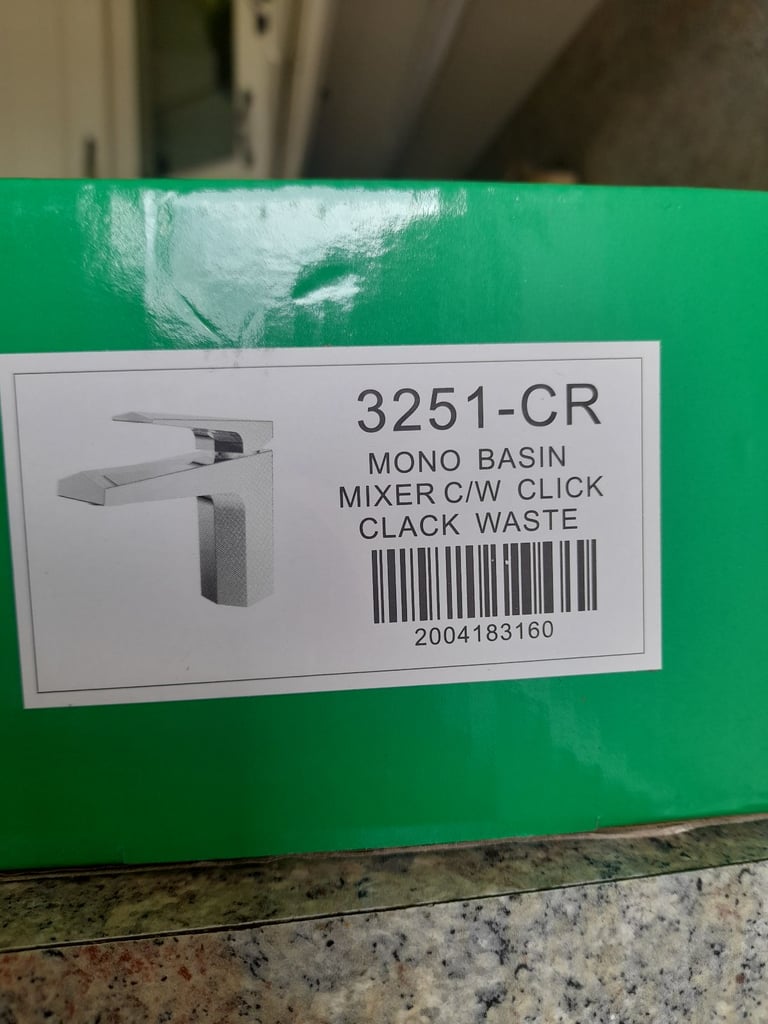 3251-CR
MONO BASIN
MIXER C/W CLICK
CLACK WASTE
2004183160